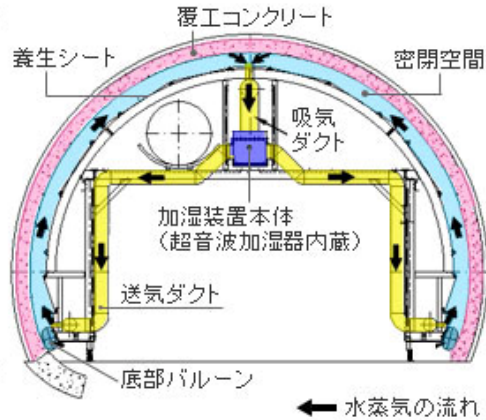 覆工コンクリート
養生シート
密閉空間
吸気
ダクト
加湿装置本体
（超音波加湿器内蔵）
送気ダクト
底部バルーン
水蒸気の流れ